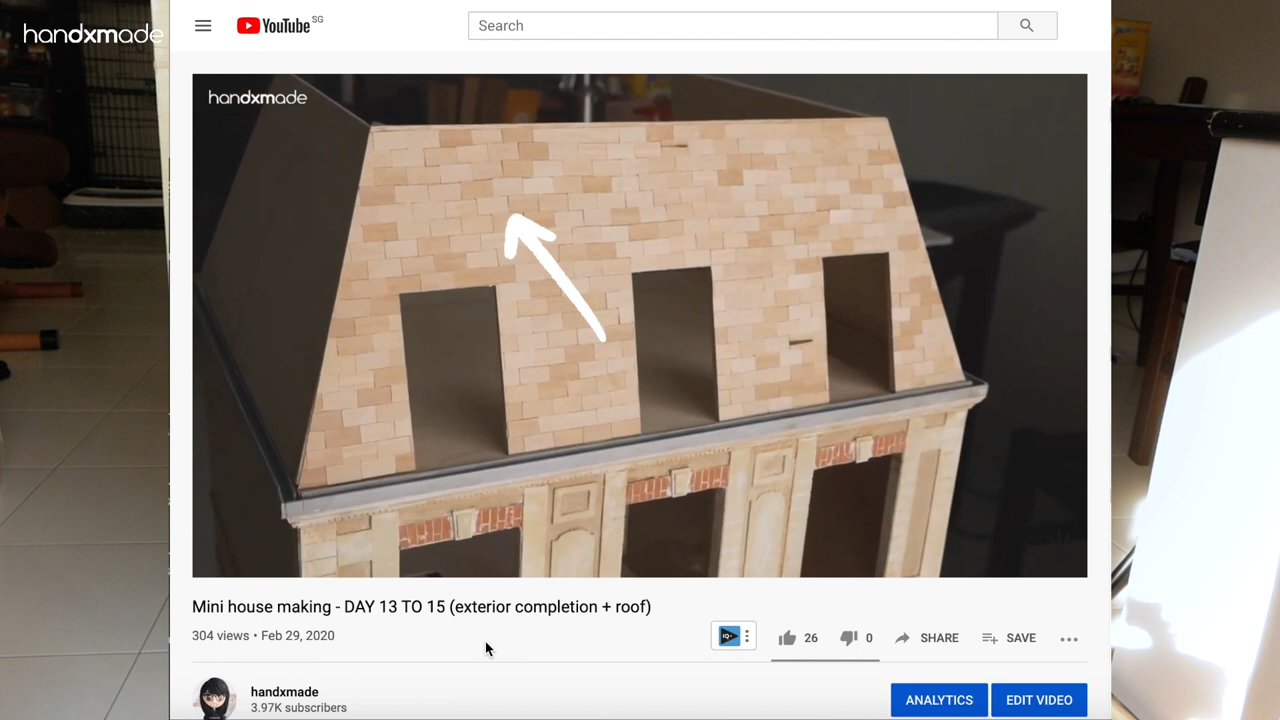 handxmade
YouTube SG
Search
handxmade
Mini house making - DAY 13 TO 15 (exterior completion + roof)
304 views • Feb 29, 2020
26
0
SHARE
SAVE
handxmade
3.97K subscribers
ANALYTICS
EDIT VIDEO